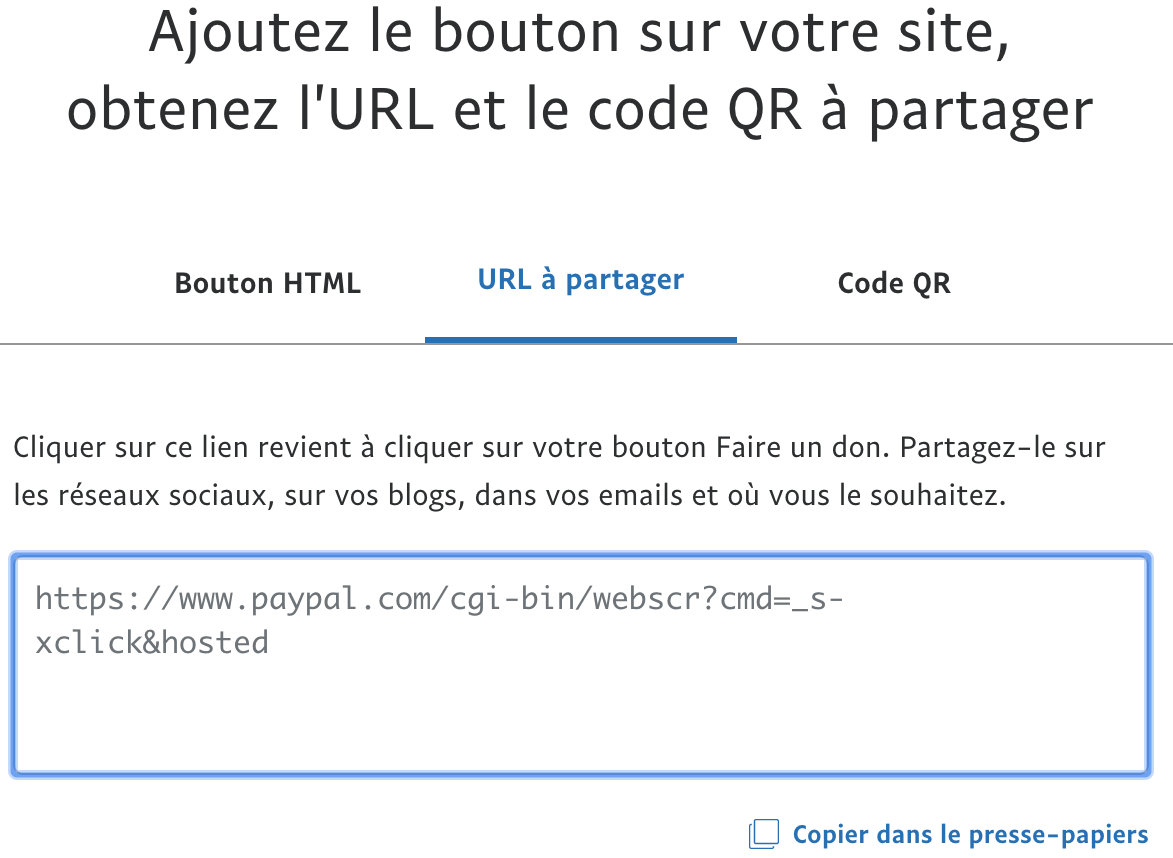 Ajoutez le bouton sur votre site,
obtenez l'URL et le code QR à partager
Bouton HTML
URL à partager
Code QR
Cliquer sur ce lien revient à cliquer sur votre bouton Faire un don. Partagez-le sur
les réseaux sociaux, sur vos blogs, dans vos emails et où vous le souhaitez.
https://www.paypal.com/cgi-bin/webscr?cmd=_s-
xclick&hosted
Copier dans le presse-papiers